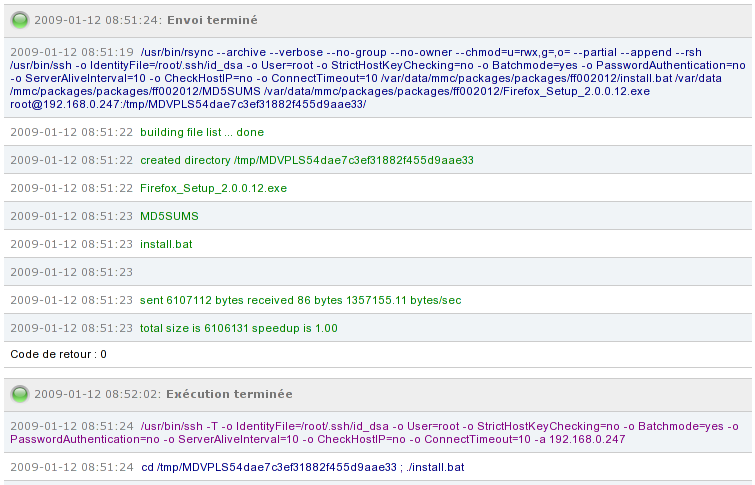 2009-01-12 08:51:24: Envoi terminé
2009-01-12 08:51:19 /usr/bin/rsync --archive --verbose --no-group --no-owner --chmod=u=rwx,g=,o= --partial --append --rsh
/usr/bin/ssh -o IdentityFile=/root/.ssh/id_dsa -o User=root -o StrictHostKeyChecking=no -o Batchmode=yes -o PasswordAuthentication=no
-o ServerAliveInterval=10 -o CheckHostIP=no -o ConnectTimeout=10 /var/data/mmc/packages/packages/ff002012/install.bat /var/data
/mmc/packages/packages/ff002012/MD5SUMS /var/data/mmc/packages/packages/ff002012/Firefox_Setup_2.0.0.12.exe
root@192.168.0.247:/tmp/MDVPLS54dae7c3ef31882f455d9aae33/
2009-01-12 08:51:22 building file list ... done
2009-01-12 08:51:22 created directory /tmp/MDVPLS54dae7c3ef31882f455d9aae33
2009-01-12 08:51:22 Firefox_Setup_2.0.0.12.exe
2009-01-12 08:51:23 MD5SUMS
2009-01-12 08:51:23 install.bat
2009-01-12 08:51:23
2009-01-12 08:51:23 sent 6107112 bytes received 86 bytes 1357155.11 bytes/sec
2009-01-12 08:51:23 total size is 6106131 speedup is 1.00
Code de retour : 0
2009-01-12 08:52:02: Exécution terminée
2009-01-12 08:51:24 /usr/bin/ssh -T -o IdentityFile=/root/.ssh/id_dsa -o User=root -o StrictHostKeyChecking=no -o Batchmode=yes -o
PasswordAuthentication=no -o ServerAliveInterval=10 -o CheckHostIP=no -o ConnectTimeout=10 -a 192.168.0.247
2009-01-12 08:51:24 cd /tmp/MDVPLS54dae7c3ef31882f455d9aae33 ; ./install.bat